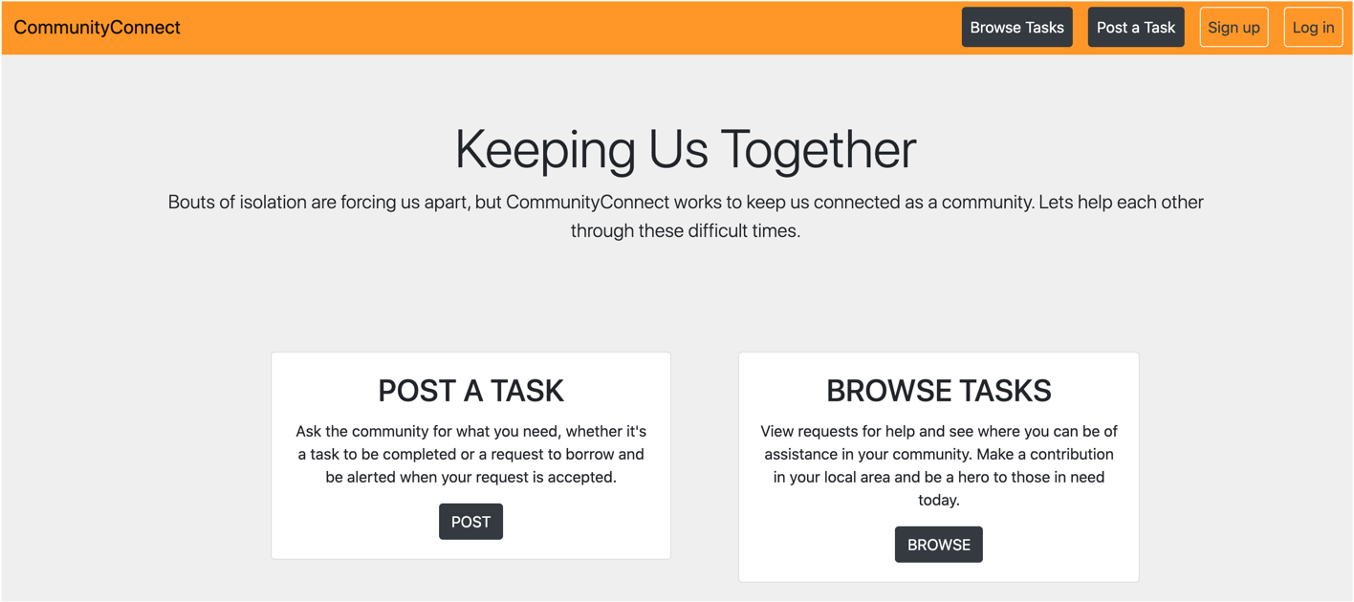 CommunityConnect
Browse Tasks
Post a Task
Sign up
Log in
Keeping Us Together
Bouts of isolation are forcing us apart, but CommunityConnect works to keep us connected as a community. Lets help each other
through these difficult times.
POST A TASK
Ask the community for what you need, whether it's
a task to be completed or a request to borrow and
be alerted when your request is accepted.
POST
BROWSE TASKS
View requests for help and see where you can be of
assistance in your community. Make a contribution
in your local area and be a hero to those in need
today.
BROWSE